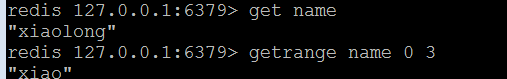 redis 127.0.0.1:6379> get name
"xiaolong"
redis 127.0.0.1:6379> getrange name 0 3
"xiao"